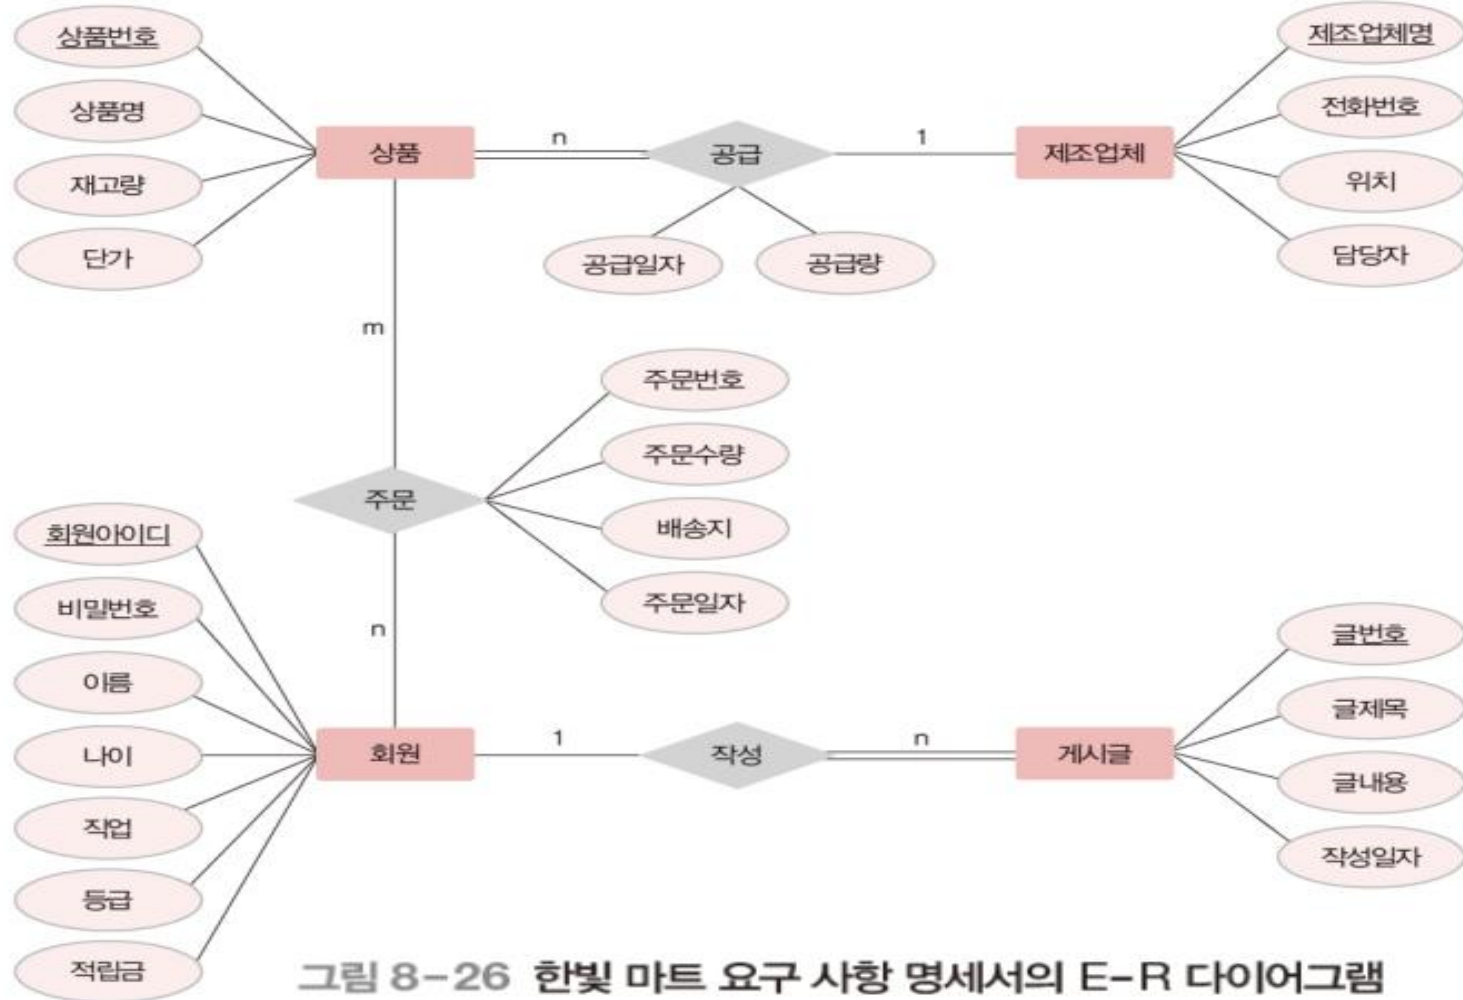 상품번호
상품명
재고량
단가
상품
n
공급
1
제조업체
제조업체명
전화번호
위치
담당자
공급일자
공급량
m
주문
주문번호
주문수량
배송지
주문일자
n
회원아이디
비밀번호
이름
나이
직업
등급
적립금
회원
1
작성
n
게시글
글번호
글제목
글내용
작성일자
그림 8-26 한빛 마트 요구 사항 명세서의 E-R 다이어그램